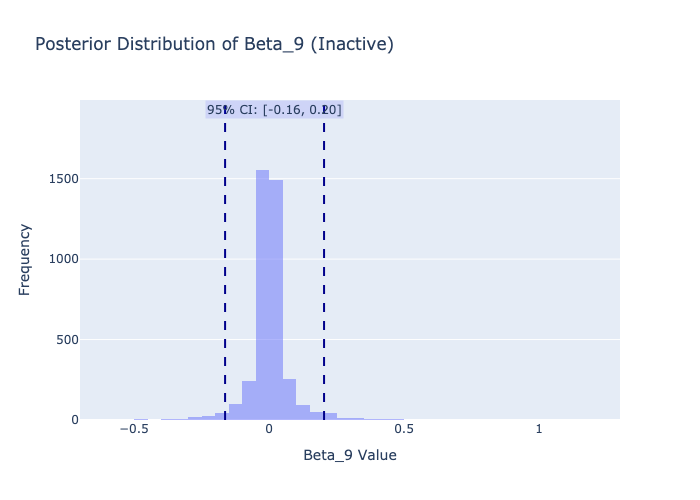 Posterior Distribution of Beta_9 (Inactive)
95% CI: [-0.16, 0.20]
1500
1000
500
0
Frequency
−0.5
0
0.5
1
Beta_9 Value